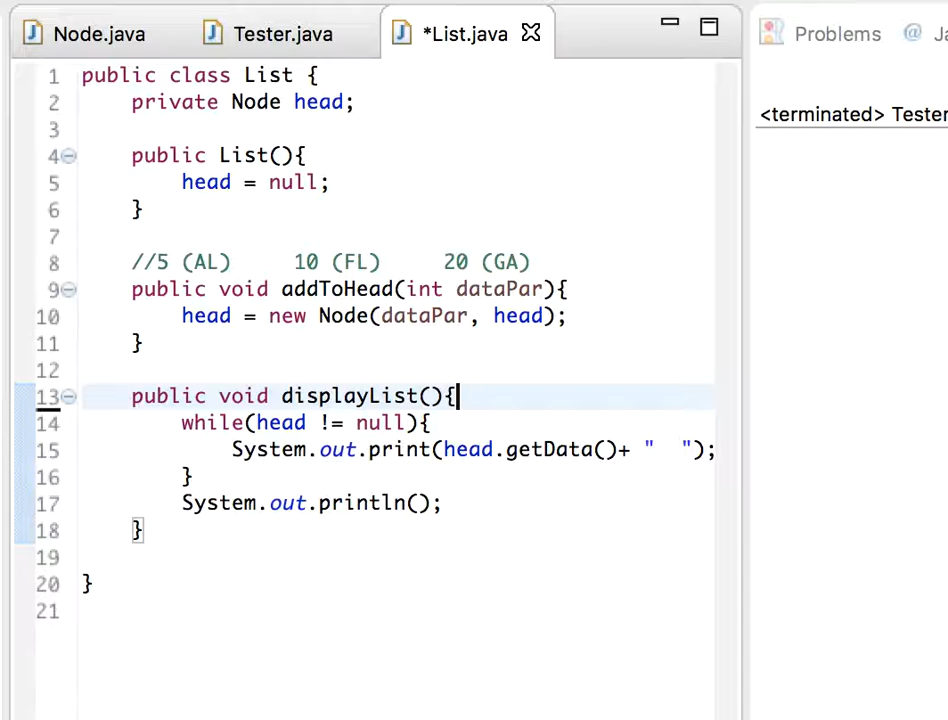 Node.java Tester.java *List.java Problems @ Ja
<terminated> Tester
1 public class List {
2 private Node head;
3
4 public List(){
5 head = null;
6 }
7
8 //5 (AL) 10 (FL) 20 (GA)
9 public void addToHead(int dataPar){
10 head = new Node(dataPar, head);
11 }
12
13 public void displayList(){
14 while(head != null){
15 System.out.print(head.getData()+ "  ");
16 }
17 System.out.println();
18 }
19
20 }
21